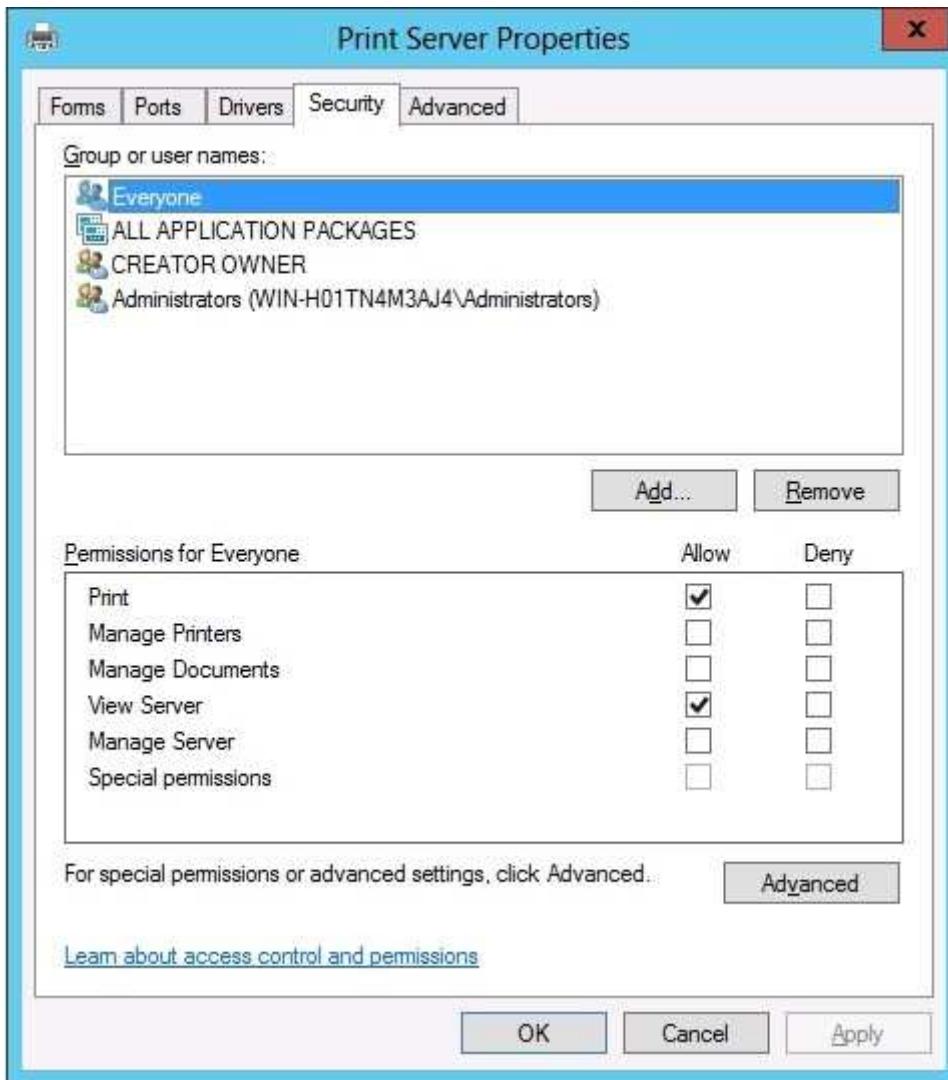 Print Server Properties
x
Forms Ports Drivers Security Advanced
Group or user names:
Everyone
ALL APPLICATION PACKAGES
CREATOR OWNER
Administrators (WIN-H01TN4M3AJ4\Administrators)
Add... Remove
Permissions for Everyone Allow Deny
Print
Manage Printers
Manage Documents
View Server
Manage Server
Special permissions
For special permissions or advanced settings, click Advanced. Advanced
Learn about access control and permissions
OK Cancel Apply